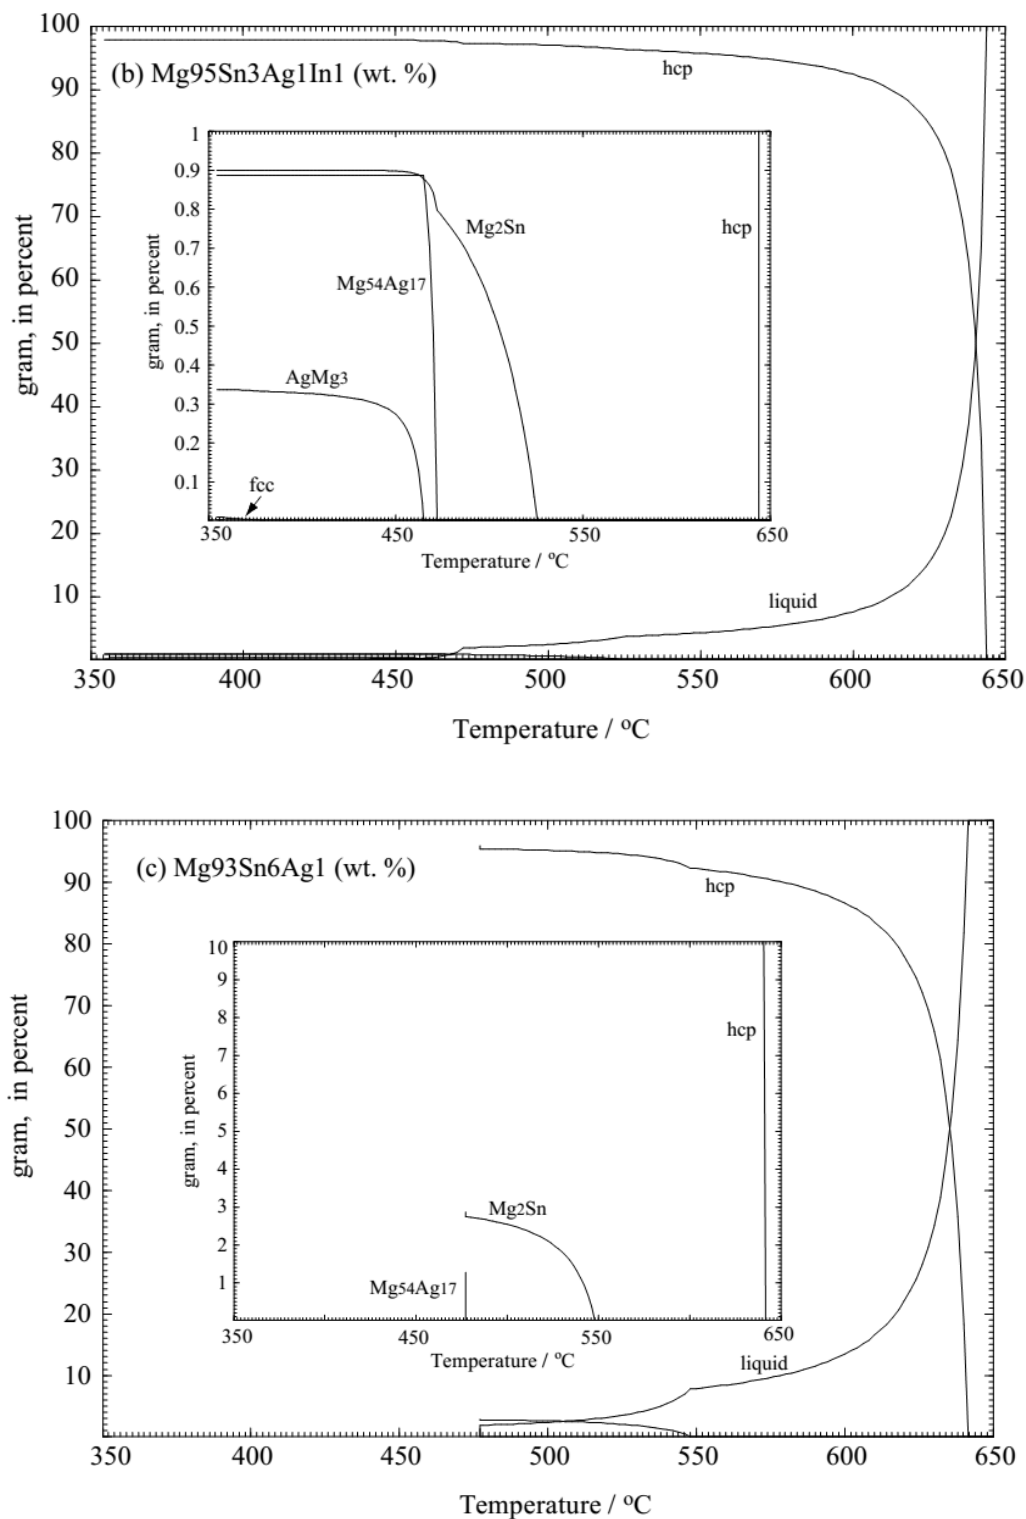 100
(b) Mg95Sn3Ag1In1 (wt. %)
hcp
90
1
80
0.9
0.8
70
Mg2Sn
hcp
0.7
60
Mg54Ag17
0.6
gram, in percent
gram, in percent
50
0.5
0.4
AgMg3
40
0.3
30
0.2
fcc
0.1
20
350
450
550
650
Temperature / °C
10
liquid
350
400
450
500
550
600
650
Temperature / °C
100
(c) Mg93Sn6Ag1 (wt. %)
90
hcp
10
80
9
8
70
hcp
7
60
6
gram, in percent
gram, in percent
5
50
4
40
3
Mg2Sn
30
2
Mg54Ag17
1
20
350
450
550
650
Temperature / °C
liquid
10
350
400
450
500
550
600
650
Temperature / °C